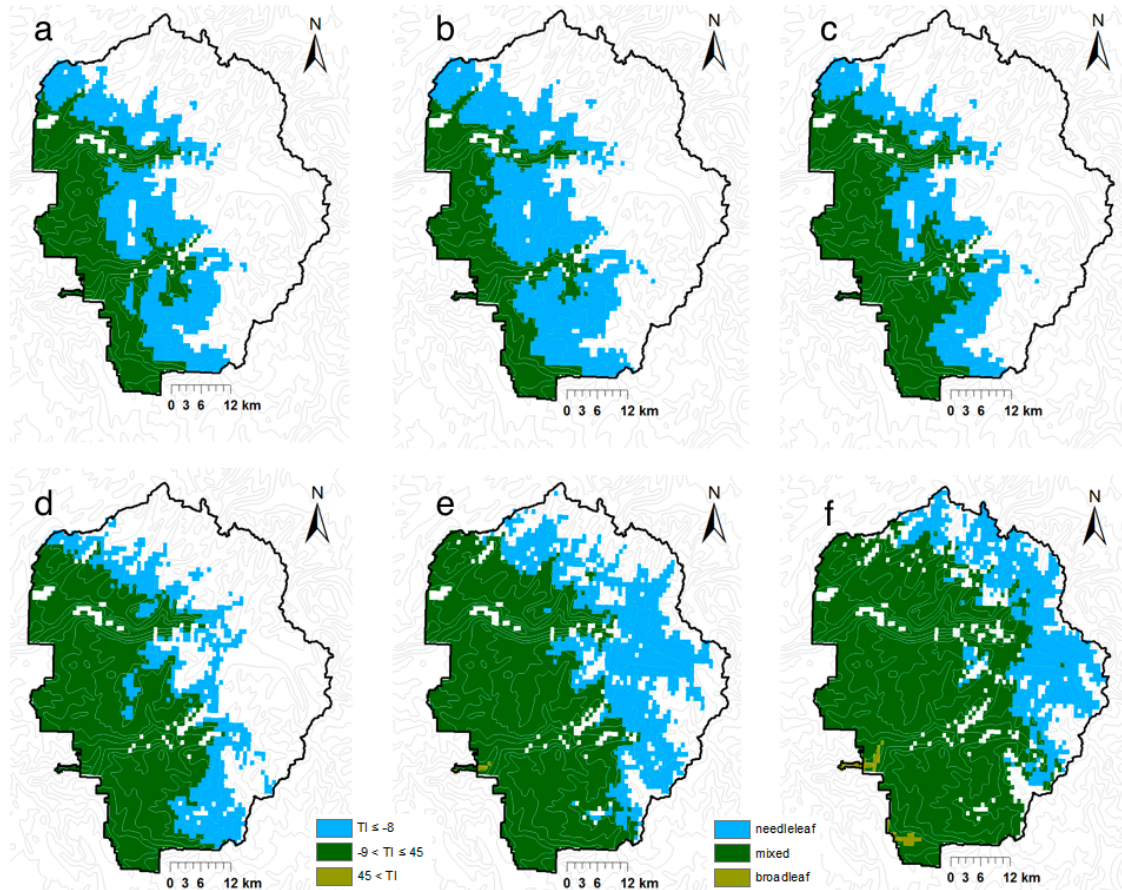 a
N
0 3 6 12 km
b
N
0 3 6 12 km
c
N
0 3 6 12 km
d
N
0 3 6 12 km
TI ≤ -8
-9 < TI ≤ 45
45 < TI
e
N
0 3 6 12 km
needleleaf
mixed
broadleaf
f
N
0 3 6 12 km